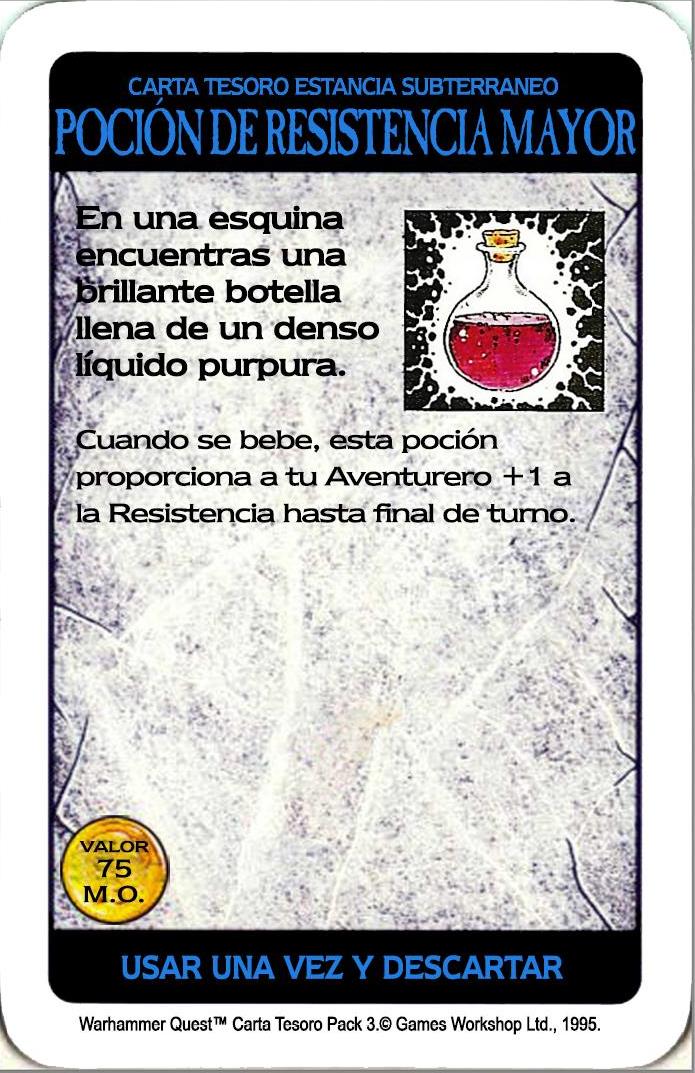 CARTA TESORO ESTANCIA SUBTERRANEO
POCIÓN DE RESISTENCIA MAYOR
En una esquina
encuentras una
brillante botella
llena de un denso
líquido purpura.
Cuando se bebe, esta poción
proporciona a tu Aventurero +1 a
la Resistencia hasta final de turno.
VALOR
75
M.O.
USAR UNA VEZ Y DESCARTAR
Warhammer Quest™ Carta Tesoro Pack 3.© Games Workshop Ltd., 1995.